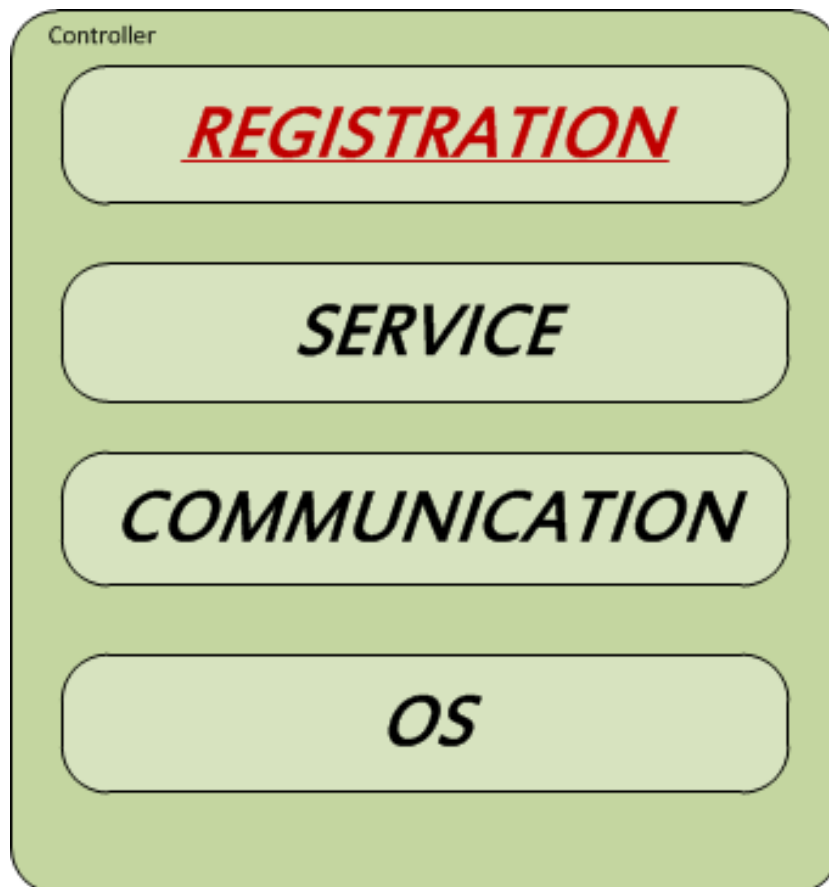 Controller
REGISTRATION
SERVICE
COMMUNICATION
OS